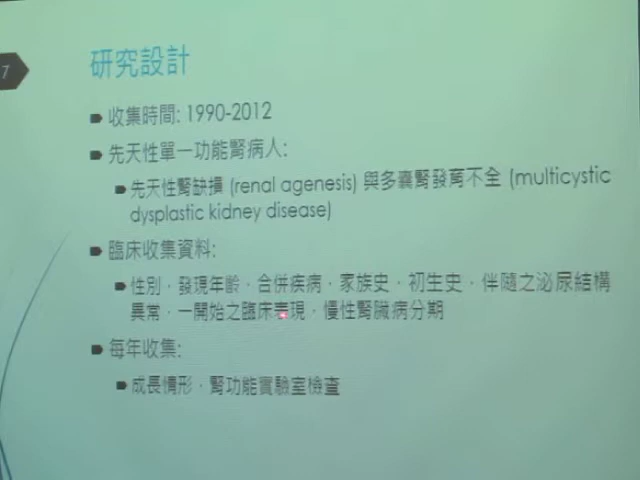 7
研究設計
收集時間: 1990-2012
先天性單一功能腎病人:
先天性腎缺損 (renal agenesis) 與多囊腎發育不全 (multicystic
dysplastic kidney disease)
臨床收集資料:
性別，發現年齡，合併疾病，家族史，初生史，伴隨之泌尿結構
異常，一開始之臨床表現，慢性腎臟病分期
每年收集:
成長情形，腎功能實驗室檢查